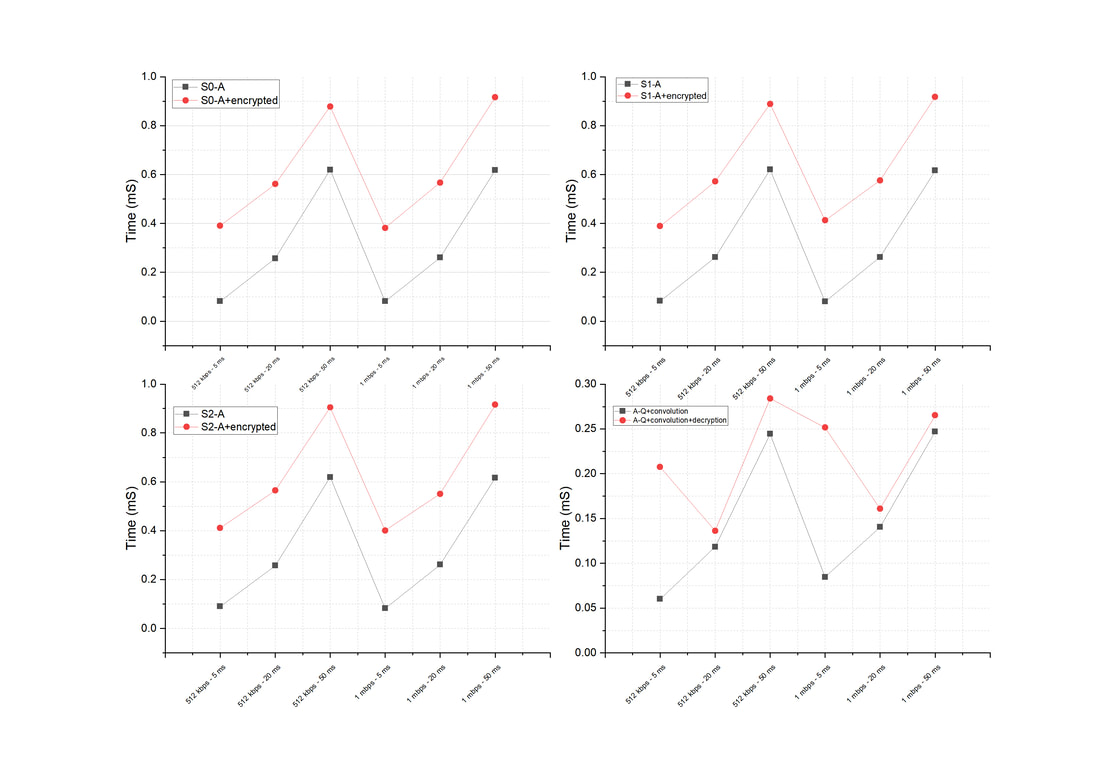 S0-A
S0-A+encrypted
Time (mS)
1.0
0.8
0.6
0.4
0.2
0.0
512 kbps - 5 ms
512 kbps - 20 ms
512 kbps - 50 ms
1 mbps - 5 ms
1 mbps - 20 ms
1 mbps - 50 ms
S1-A
S1-A+encrypted
Time (mS)
1.0
0.8
0.6
0.4
0.2
0.0
512 kbps - 5 ms
512 kbps - 20 ms
512 kbps - 50 ms
1 mbps - 5 ms
1 mbps - 20 ms
1 mbps - 50 ms
S2-A
S2-A+encrypted
Time (mS)
1.0
0.8
0.6
0.4
0.2
0.0
512 kbps - 5 ms
512 kbps - 20 ms
512 kbps - 50 ms
1 mbps - 5 ms
1 mbps - 20 ms
1 mbps - 50 ms
A-Q+convolution
A-Q+convolution+decryption
Time (mS)
0.30
0.25
0.20
0.15
0.10
0.05
0.00
512 kbps - 5 ms
512 kbps - 20 ms
512 kbps - 50 ms
1 mbps - 5 ms
1 mbps - 20 ms
1 mbps - 50 ms